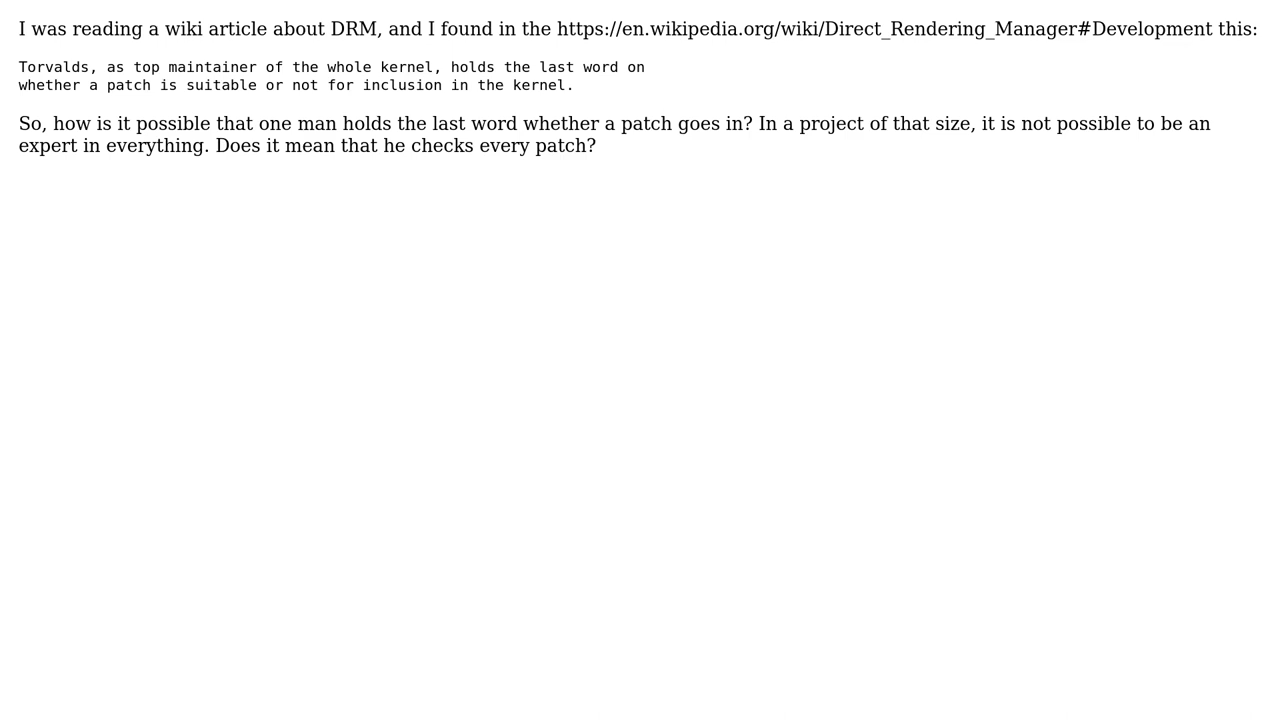 I was reading a wiki article about DRM, and I found in the https://en.wikipedia.org/wiki/Direct_Rendering_Manager#Development this:
Torvalds, as top maintainer of the whole kernel, holds the last word on
whether a patch is suitable or not for inclusion in the kernel.
So, how is it possible that one man holds the last word whether a patch goes in? In a project of that size, it is not possible to be an
expert in everything. Does it mean that he checks every patch?